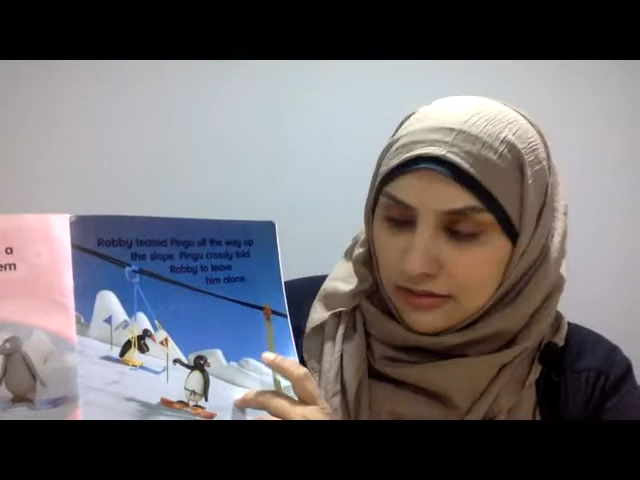 a
em
Robby teased Pingu all the way up
the slope. Pingu crossly told
Robby to leave
him alone.